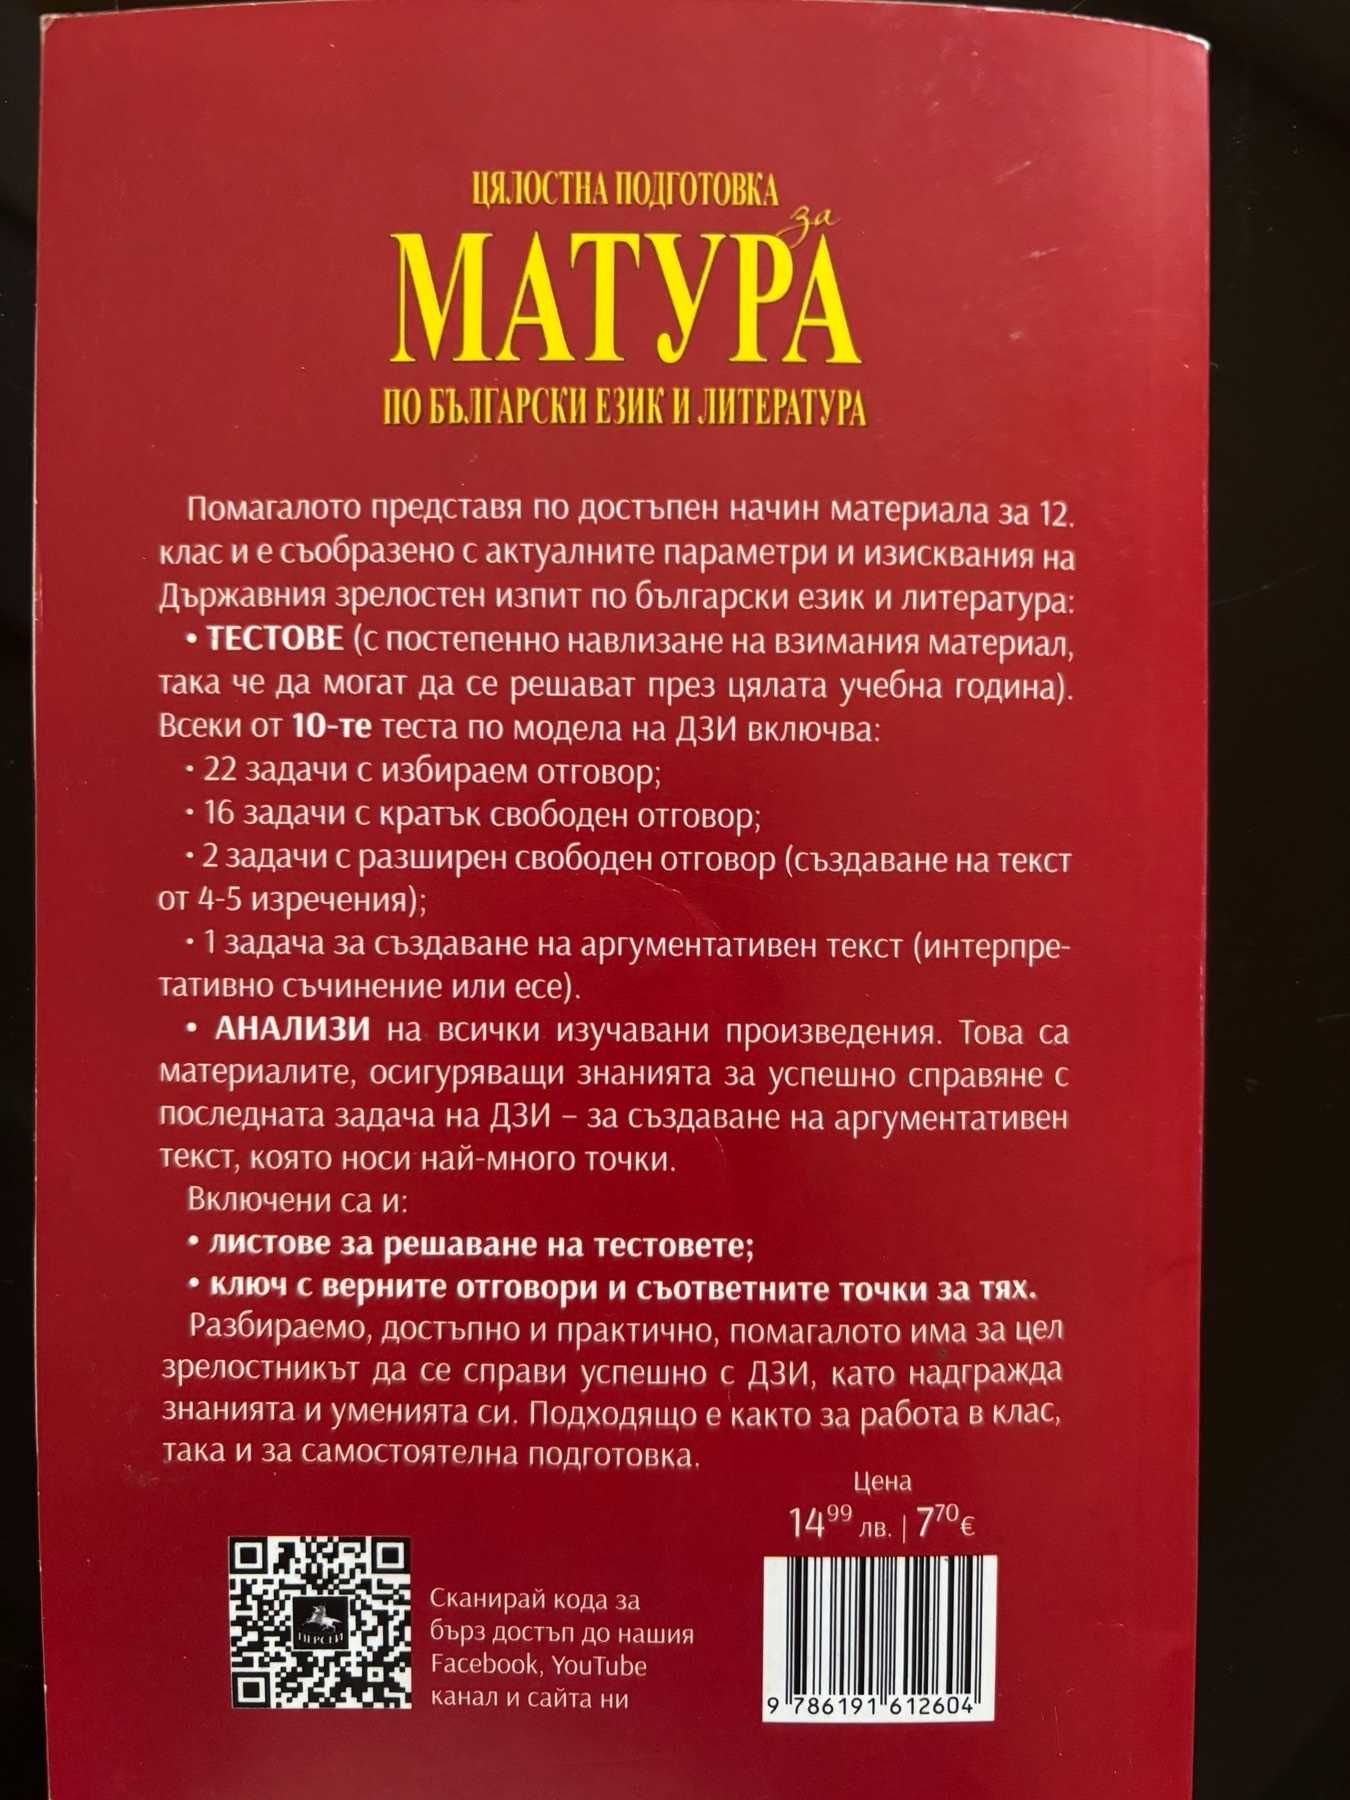 ЦЯЛОСТНА ПОДГОТОВКА
за
МАТУРА
ПО БЪЛГАРСКИ ЕЗИК И ЛИТЕРАТУРА
Помагалото представя по достъпен начин материала за 12.
клас и е съобразено с актуалните параметри и изисквания на
Държавния зрелостен изпит по български език и литература:
• ТЕСТОВЕ (с постепенно навлизане на взимания материал,
така че да могат да се решават през цялата учебна година).
Всеки от 10-те теста по модела на ДЗИ включва:
• 22 задачи с избираем отговор;
• 16 задачи с кратък свободен отговор;
• 2 задачи с разширен свободен отговор (създаване на текст
от 4-5 изречения);
• 1 задача за създаване на аргументативен текст (интерпре-
тативно съчинение или есе).
• АНАЛИЗИ на всички изучавани произведения. Това са
материалите, осигуряващи знанията за успешно справяне с
последната задача на ДЗИ – за създаване на аргументативен
текст, която носи най-много точки.
Включени са и:
• листове за решаване на тестовете;
• ключ с верните отговори и съответните точки за тях.
Разбираемо, достъпно и практично, помагалото има за цел
зрелостникът да се справи успешно с ДЗИ, като надгражда
знанията и уменията си. Подходящо е както за работа в клас,
така и за самостоятелна подготовка.
Цена
14⁹⁹ лв. | 7⁷⁰€
ПЕРСЕЙ
Сканирай кода за
бърз достъп до нашия
Facebook, YouTube
канал и сайта ни
9 786191 612604